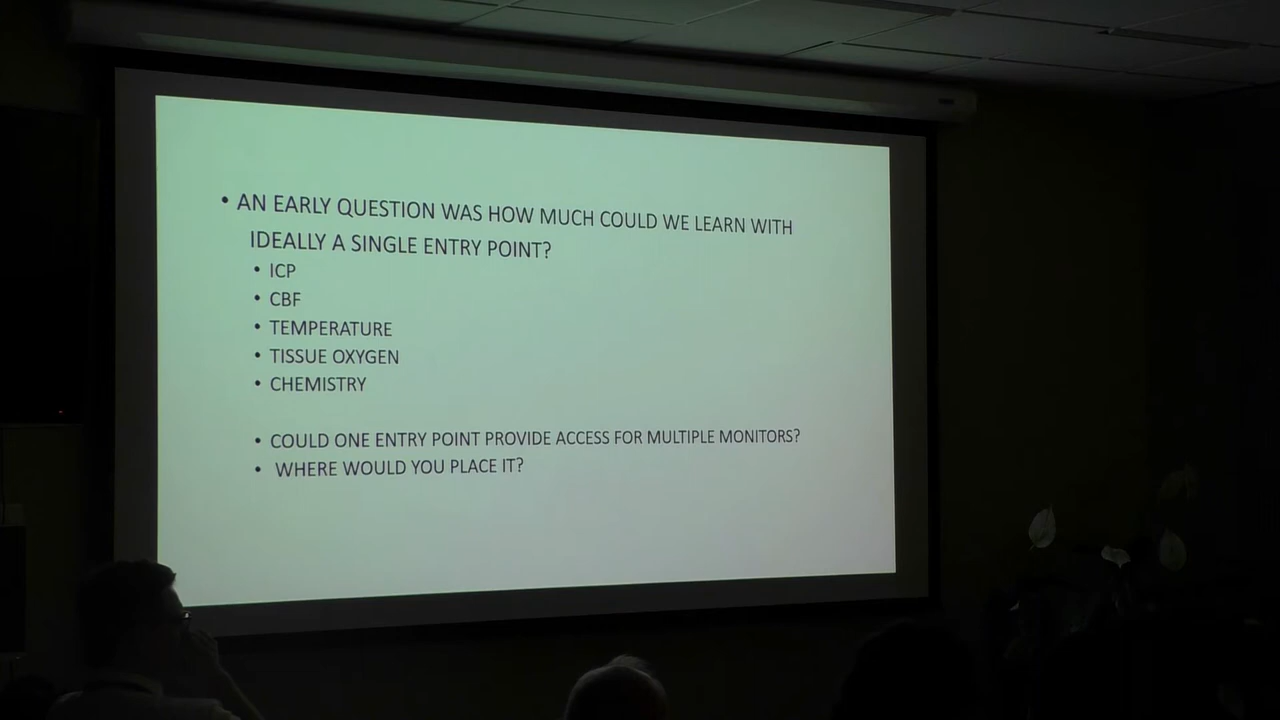 • AN EARLY QUESTION WAS HOW MUCH COULD WE LEARN WITH
IDEALLY A SINGLE ENTRY POINT?
• ICP
• CBF
• TEMPERATURE
• TISSUE OXYGEN
• CHEMISTRY
• COULD ONE ENTRY POINT PROVIDE ACCESS FOR MULTIPLE MONITORS?
• WHERE WOULD YOU PLACE IT?